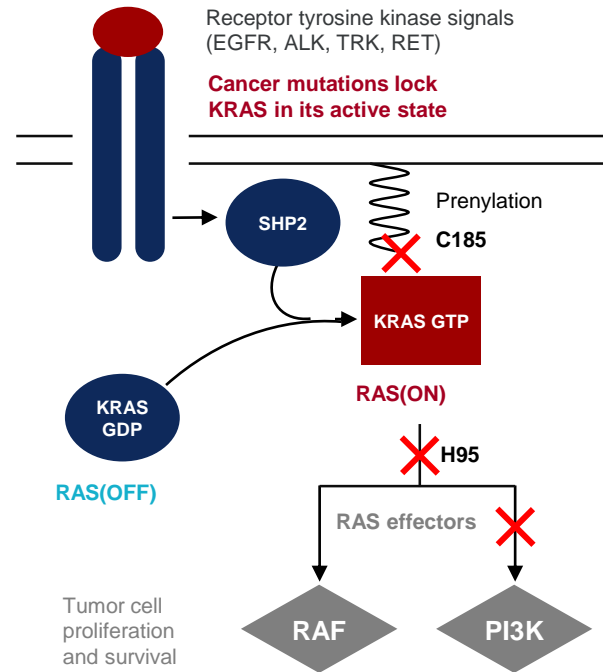 Receptor tyrosine kinase signals
(EGFR, ALK, TRK, RET)
Cancer mutations lock
KRAS in its active state
Prenylation
SHP2
C185
KRAS GTP
KRAS
GDP
RAS(ON)
H95
RAS(OFF)
RAS effectors
Tumor cell
proliferation
and survival
RAF
PI3K